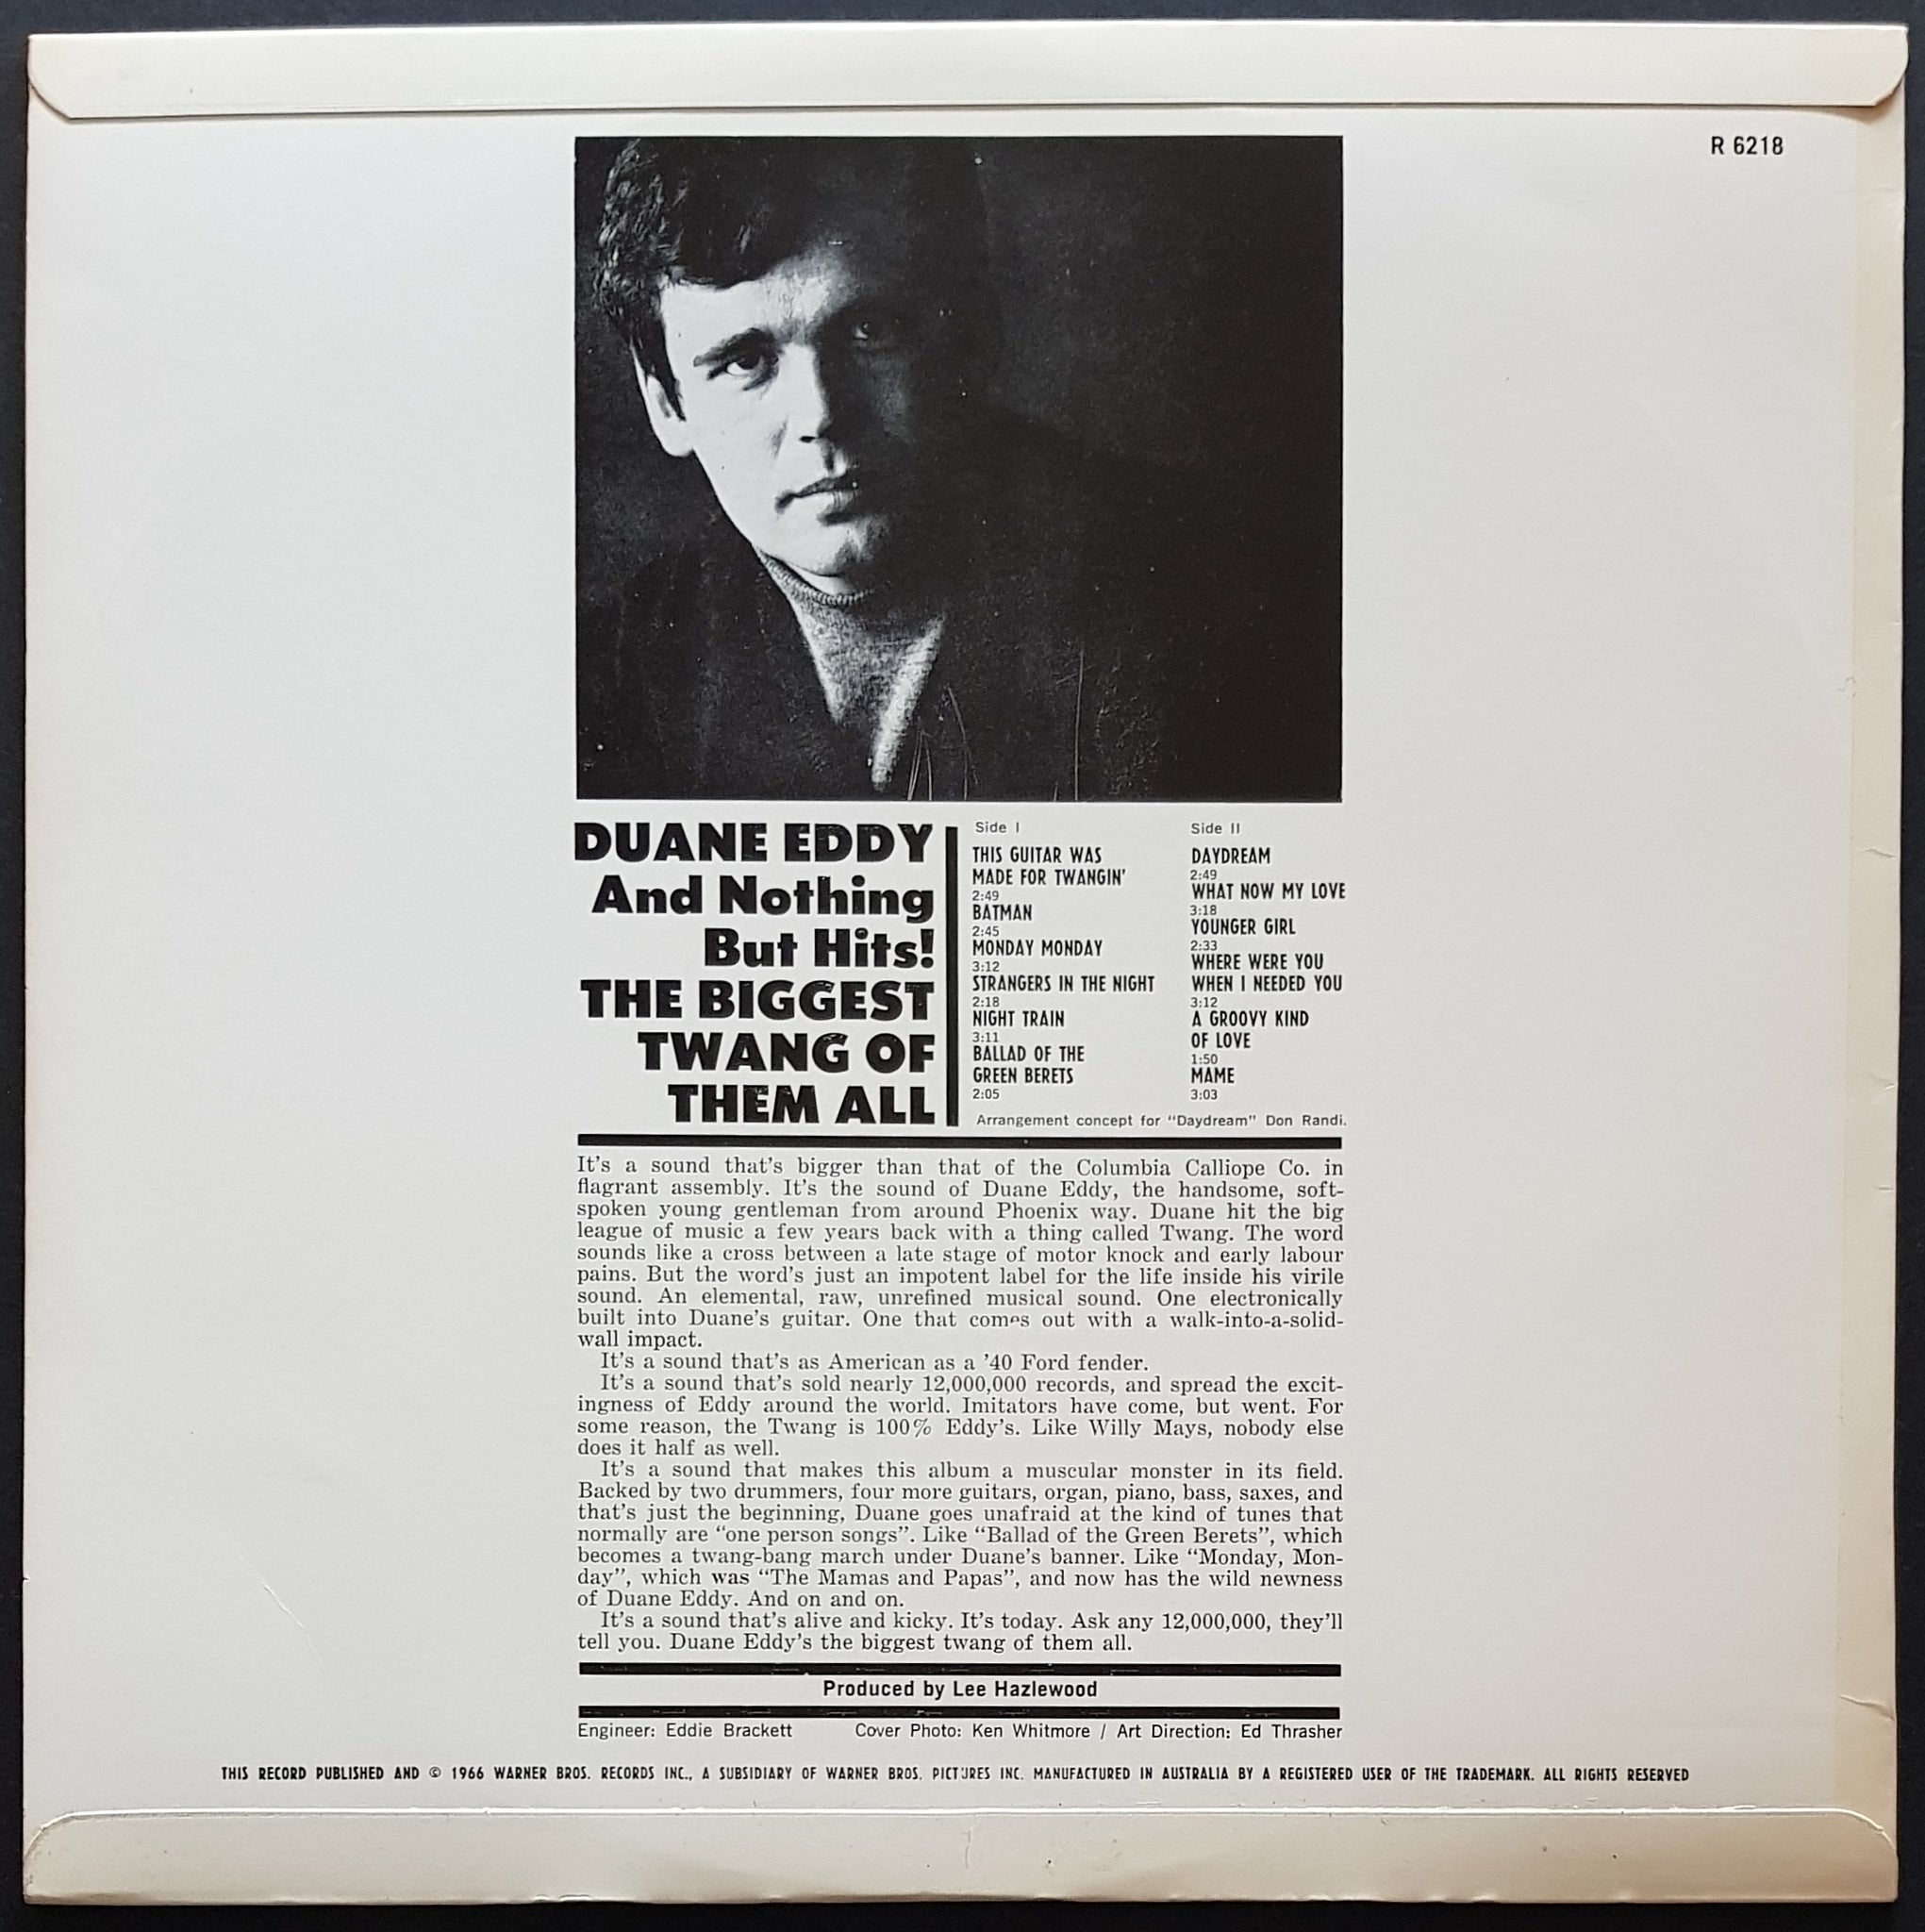 R 6218
DUANE EDDY
And Nothing
But Hits!
THE BIGGEST
TWANG OF
THEM ALL
Side I
THIS GUITAR WAS
MADE FOR TWANGIN'
2:49
BATMAN
2:45
MONDAY MONDAY
3:12
STRANGERS IN THE NIGHT
2:18
NIGHT TRAIN
3:11
BALLAD OF THE
GREEN BERETS
2:05
Side II
DAYDREAM
2:49
WHAT NOW MY LOVE
3:18
YOUNGER GIRL
2:33
WHERE WERE YOU
WHEN I NEEDED YOU
3:12
A GROOVY KIND
OF LOVE
1:50
MAME
3:03
Arrangement concept for "Daydream" Don Randi.
It's a sound that's bigger than that of the Columbia Calliope Co. in
flagrant assembly. It's the sound of Duane Eddy, the handsome, soft-
spoken young gentleman from around Phoenix way. Duane hit the big
league of music a few years back with a thing called Twang. The word
sounds like a cross between a late stage of motor knock and early labour
pains. But the word's just an impotent label for the life inside his virile
sound. An elemental, raw, unrefined musical sound. One electronically
built into Duane's guitar. One that comes out with a walk-into-a-solid-
wall impact.
It's a sound that's as American as a '40 Ford fender.
It's a sound that's sold nearly 12,000,000 records, and spread the excit-
ingness of Eddy around the world. Imitators have come, but went. For
some reason, the Twang is 100% Eddy's. Like Willy Mays, nobody else
does it half as well.
It's a sound that makes this album a muscular monster in its field.
Backed by two drummers, four more guitars, organ, piano, bass, saxes, and
that's just the beginning, Duane goes unafraid at the kind of tunes that
normally are "one person songs". Like "Ballad of the Green Berets", which
becomes a twang-bang march under Duane's banner. Like "Monday, Mon-
day", which was "The Mamas and Papas", and now has the wild newness
of Duane Eddy. And on and on.
It's a sound that's alive and kicky. It's today. Ask any 12,000,000, they'll
tell you. Duane Eddy's the biggest twang of them all.
Produced by Lee Hazlewood
Engineer: Eddie Brackett Cover Photo: Ken Whitmore / Art Direction: Ed Thrasher
THIS RECORD PUBLISHED AND © 1966 WARNER BROS. RECORDS INC., A SUBSIDIARY OF WARNER BROS. PICTURES INC. MANUFACTURED IN AUSTRALIA BY A REGISTERED USER OF THE TRADEMARK. ALL RIGHTS RESERVED